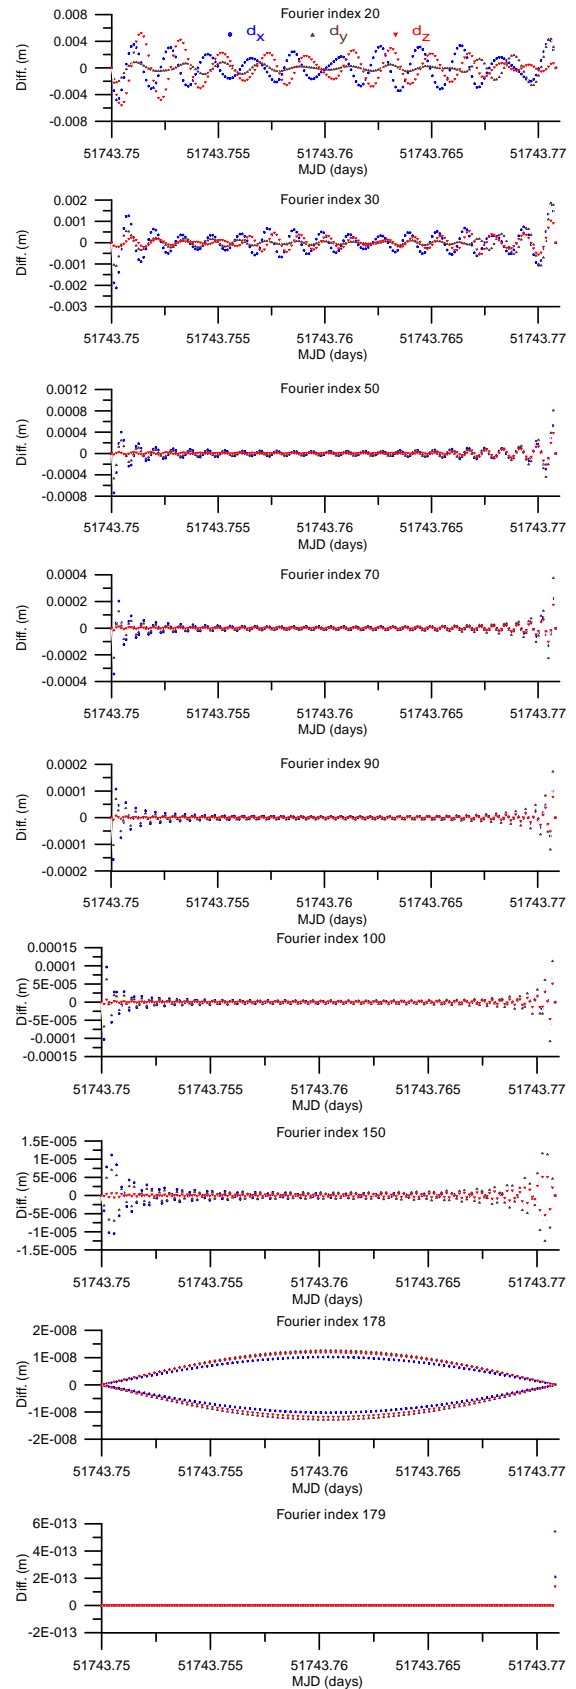 Fourier index 20
d_x d_y d_z
0.008
0.004
0
-0.004
-0.008
Diff. (m)
51743.75 51743.755 51743.76 51743.765 51743.77
MJD (days)
Fourier index 30
0.002
0.001
0
-0.001
-0.003
Diff. (m)
51743.75 51743.755 51743.76 51743.765 51743.77
MJD (days)
Fourier index 50
0.0012
0.0008
0.0004
0
-0.0004
-0.0008
Diff. (m)
51743.75 51743.755 51743.76 51743.765 51743.77
MJD (days)
Fourier index 70
0.0004
0.0002
0
-0.0002
-0.0004
Diff. (m)
51743.75 51743.755 51743.76 51743.765 51743.77
MJD (days)
Fourier index 90
0.0002
0.0001
0
-0.0001
-0.0002
Diff. (m)
51743.75 51743.755 51743.76 51743.765 51743.77
MJD (days)
Fourier index 100
0.00015
0.0001
5E-005
0
-5E-005
-0.0001
-0.00015
Diff. (m)
51743.75 51743.755 51743.76 51743.765 51743.77
MJD (days)
Fourier index 150
1.5E-005
1E-005
5E-006
0
-5E-006
-1E-005
-1.5E-005
Diff. (m)
51743.75 51743.755 51743.76 51743.765 51743.77
MJD (days)
Fourier index 178
2E-008
1E-008
0
-1E-008
-2E-008
Diff. (m)
51743.75 51743.755 51743.76 51743.765 51743.77
MJD (days)
Fourier index 179
6E-013
4E-013
2E-013
0
-2E-013
Diff. (m)
51743.75 51743.755 51743.76 51743.765 51743.77
MJD (days)